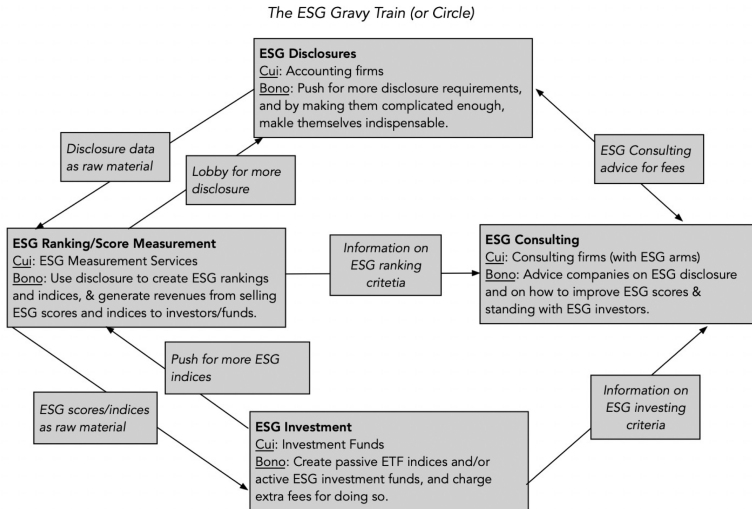 The ESG Gravy Train (or Circle)
ESG Disclosures
Cui: Accounting firms
Bono: Push for more disclosure requirements,
and by making them complicated enough,
makle themselves indispensable.
Disclosure data
as raw material
Lobby for more
disclosure
ESG Consulting
advice for fees
ESG Ranking/Score Measurement
Cui: ESG Measurement Services
Bono: Use disclosure to create ESG rankings
and indices, & generate revenues from selling
ESG scores and indices to investors/funds.
Information on
ESG ranking
critetia
ESG Consulting
Cui: Consulting firms (with ESG arms)
Bono: Advice companies on ESG disclosure
and on how to improve ESG scores &
standing with ESG investors.
Push for more ESG
indices
ESG scores/indices
as raw material
Information on
ESG investing
criteria
ESG Investment
Cui: Investment Funds
Bono: Create passive ETF indices and/or
active ESG investment funds, and charge
extra fees for doing so.